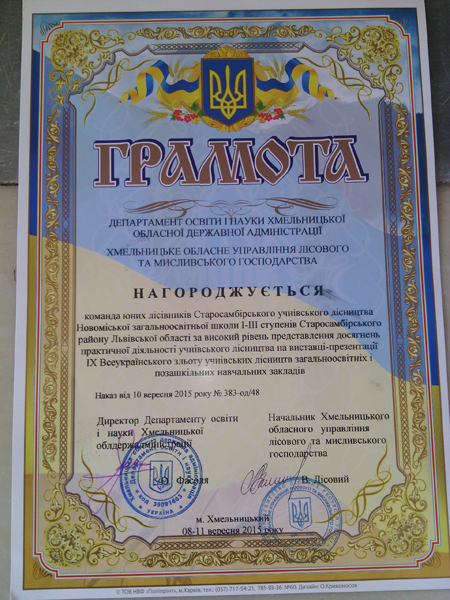 ГРАМОТА
ДЕПАРТАМЕНТ ОСВІТИ І НАУКИ ХМЕЛЬНИЦЬКОЇ
ОБЛАСНОЇ ДЕРЖАВНОЇ АДМІНІСТРАЦІЇ
ХМЕЛЬНИЦЬКЕ ОБЛАСНЕ УПРАВЛІННЯ ЛІСОВОГО
ТА МИСЛИВСЬКОГО ГОСПОДАРСТВА
НАГОРОДЖУЄТЬСЯ
команда юних лісівників Старосамбірського учнівського лісництва
Новоміської загальноосвітньої школи І-ІІІ ступенів Старосамбірського
району Львівської області за високий рівень представлення досягнень
практичної діяльності учнівського лісництва на виставці-презентації
ІХ Всеукраїнського зльоту учнівських лісництв загальноосвітніх і
позашкільних навчальних закладів
Наказ від 10 вересня 2015 року № 383-од/48
Директор Департаменту освіти
і науки Хмельницької
облдержадміністрації
О. Фасоля
Начальник Хмельницького
обласного управління
лісового та мисливського
господарства
В. Лісовий
УКРАЇНА
м. Хмельницький
08-11 вересня 2015 року
© ТОВ НВФ «Поліпрінт», м.Харків, тел.: (057) 717-54-21, 785-93-36. №60. Дизайн: О.Кривоносов